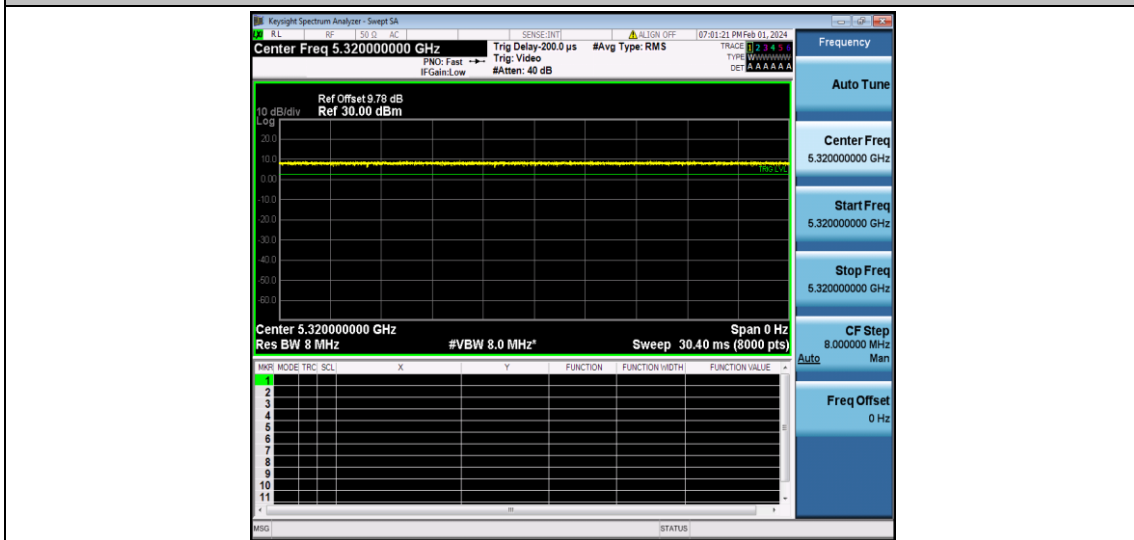 Keysight Spectrum Analyzer - Swept SA
LXI RL RF 50 Ω AC SENSE:INT ALIGN OFF 07:01:21 PM Feb 01, 2024
Center Freq 5.320000000 GHz Trig Delay-200.0 µs #Avg Type: RMS TRACE 1 2 3 4 5 6
PNO: Fast Trig: Video TYPE WWWWWW
IFGain:Low #Atten: 40 dB DET A A A A A A
Frequency
Auto Tune
Ref Offset 9.78 dB
10 dB/div Ref 30.00 dBm
Log
20.0
10.0
TRIG LVL
0.00
-10.0
-20.0
-30.0
-40.0
-50.0
-60.0
Center 5.320000000 GHz Span 0 Hz
Res BW 8 MHz #VBW 8.0 MHz* Sweep 30.40 ms (8000 pts)
MKR MODE TRC SCL X Y FUNCTION FUNCTION WIDTH FUNCTION VALUE
1
2
3
4
5
6
7
8
9
10
11
MSG STATUS
Center Freq
5.320000000 GHz
Start Freq
5.320000000 GHz
Stop Freq
5.320000000 GHz
CF Step
8.000000 MHz
Auto Man
Freq Offset
0 Hz